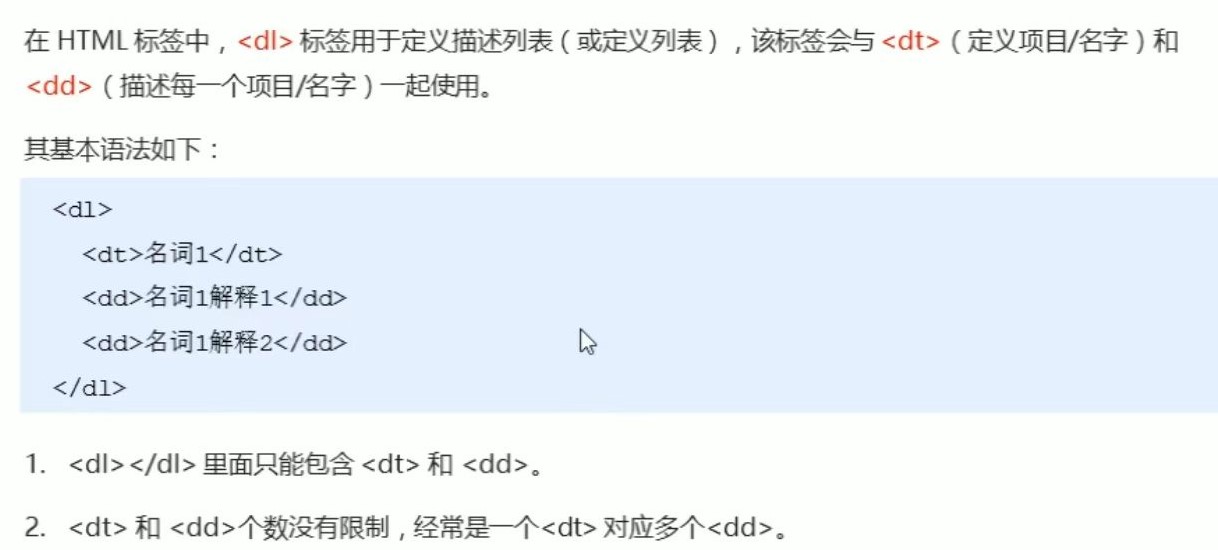 在 HTML 标签中，<dl> 标签用于定义描述列表（或定义列表），该标签会与 <dt>（定义项目/名字）和
<dd>（描述每一个项目/名字）一起使用。
其基本语法如下：
<dl>
<dt>名词1</dt>
<dd>名词1解释1</dd>
<dd>名词1解释2</dd>
</dl>
1. <dl></dl> 里面只能包含 <dt> 和 <dd>。
2. <dt> 和 <dd>个数没有限制，经常是一个<dt> 对应多个<dd>。